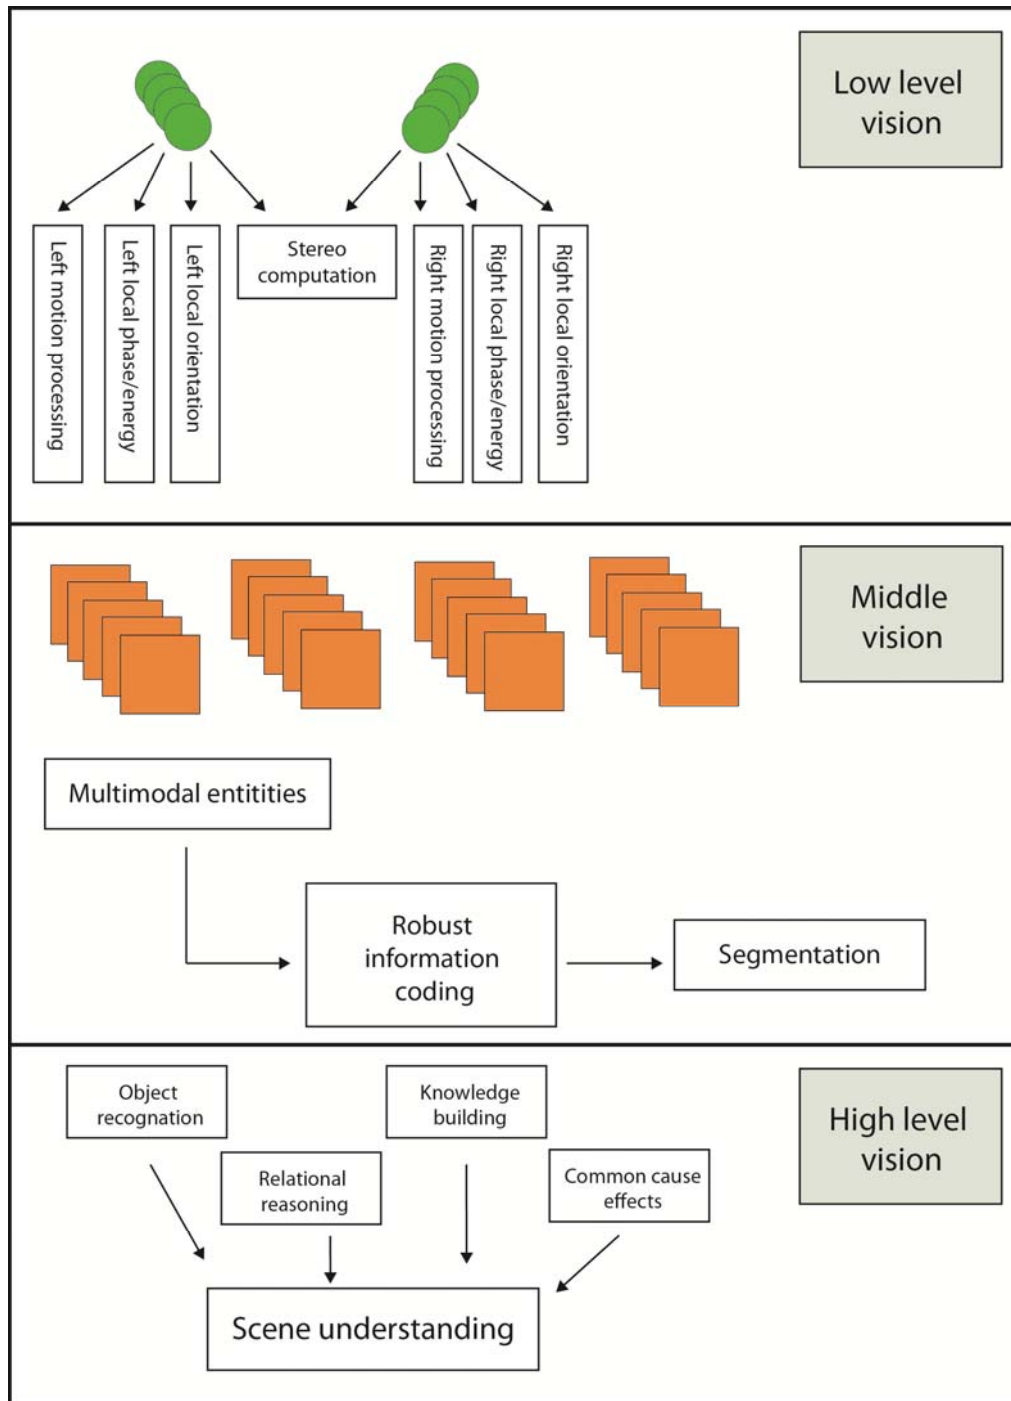 Low level
vision
Left motion processing
Left local phase/energy
Left local orientation
Stereo
computation
Right motion processing
Right local phase/energy
Right local orientation
Middle
vision
Multimodal entitities
Robust
information
coding
Segmentation
High level
vision
Object
recognation
Knowledge
building
Relational
reasoning
Common cause
effects
Scene understanding